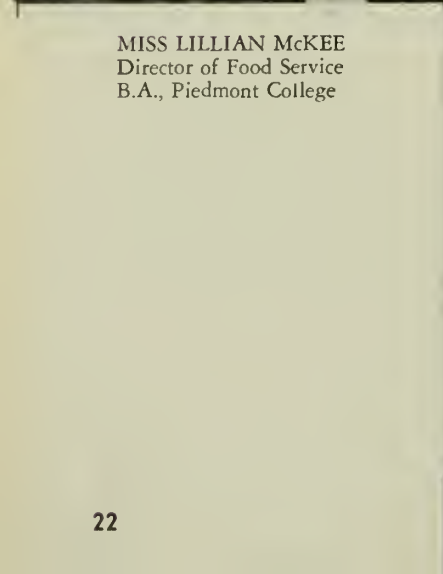 MISS LILLIAN McKEE
Director of Food Service
B.A., Piedmont College
22